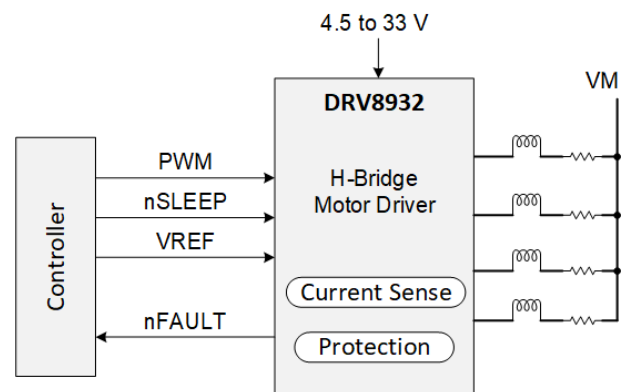 4.5 to 33 V
DRV8932
VM
H-Bridge
Motor Driver
Controller
PWM
nSLEEP
VREF
nFAULT
Current Sense
Protection